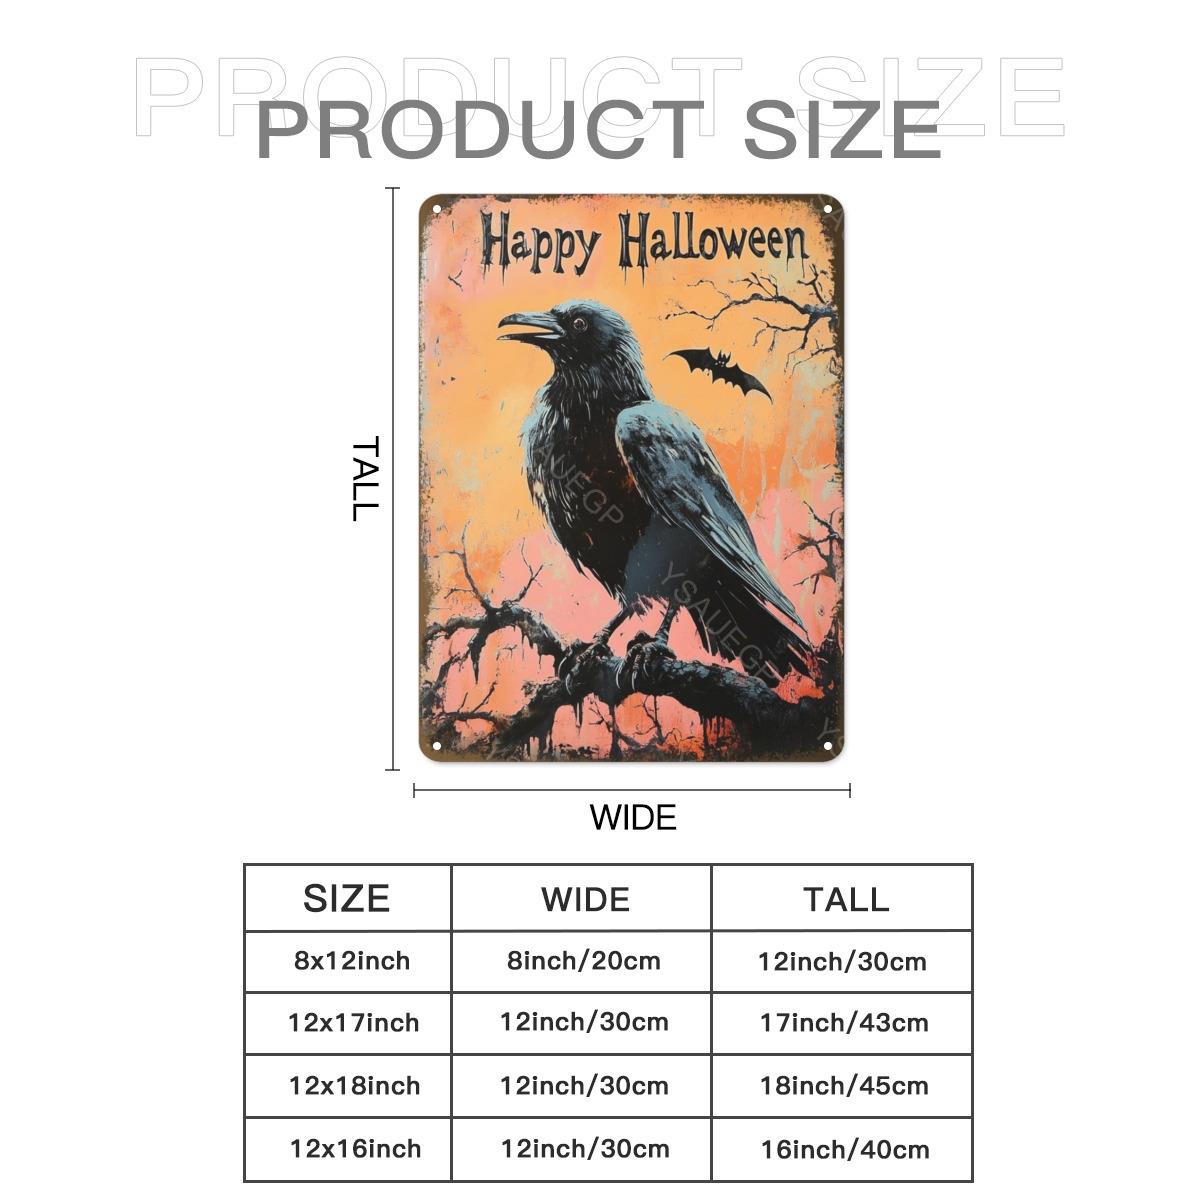 PRODUCT SIZE
PRODUCT SIZE
Happy Halloween
TALL
YSAUEGP
WIDE
SIZE WIDE TALL
8x12inch 8inch/20cm 12inch/30cm
12x17inch 12inch/30cm 17inch/43cm
12x18inch 12inch/30cm 18inch/45cm
12x16inch 12inch/30cm 16inch/40cm